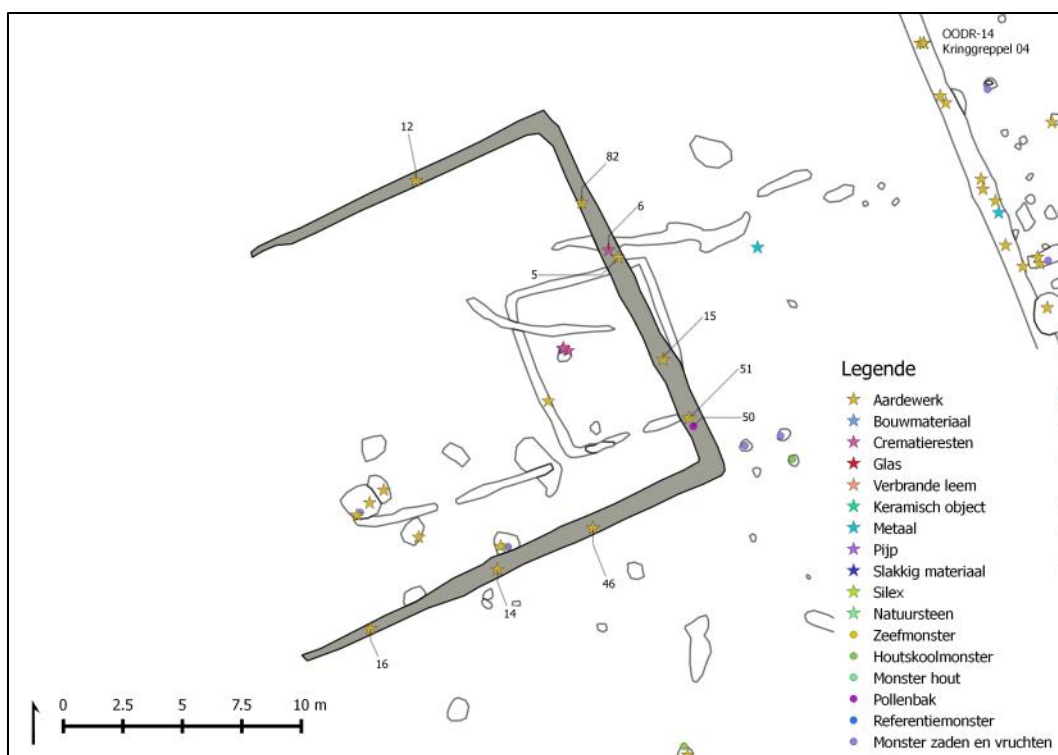 OODR-14
Kringgreppel 04
12
82
6
5
15
51
50
46
14
16
Legende
Aardewerk
Bouwmateriaal
Crematieresten
Glas
Verbrande leem
Keramisch object
Metaal
Pijp
Slakkig materiaal
Silex
Natuursteen
Zeefmonster
Houtskoolmonster
Monster hout
Pollenbak
Referentiemonster
Monster zaden en vruchten
0 2.5 5 7.5 10 m